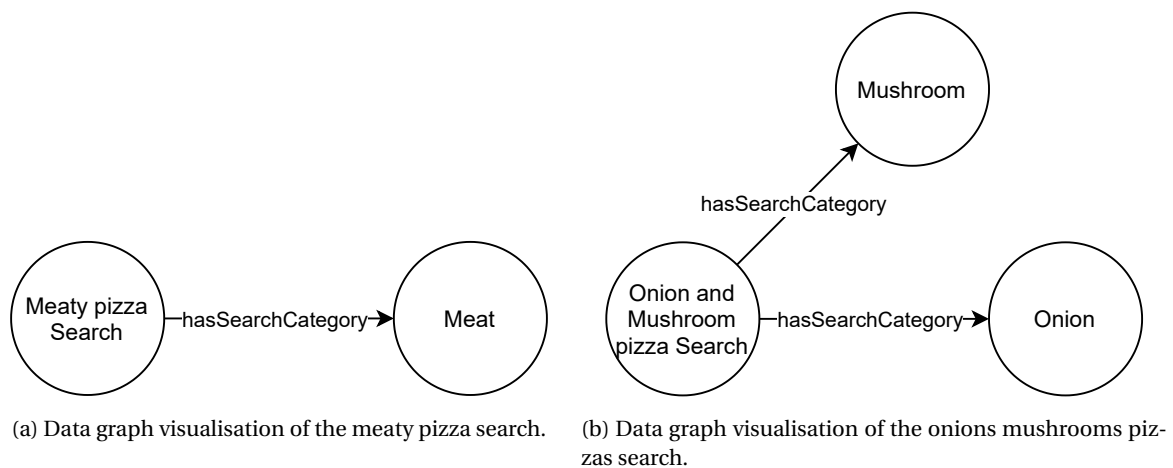 Meaty pizza
Search
hasSearchCategory
Meat
(a) Data graph visualisation of the meaty pizza search.
Mushroom
hasSearchCategory
Onion and
Mushroom
pizza Search
hasSearchCategory
Onion
(b) Data graph visualisation of the onions mushrooms piz-
zas search.